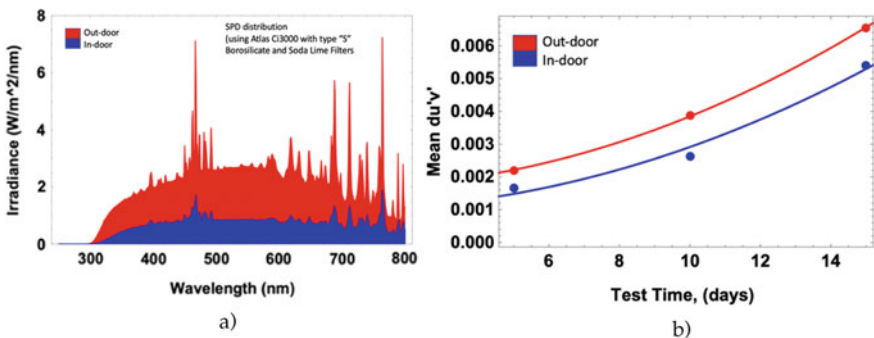 SPD distribution
(using Atlas Ci3000 with type "S"
Borosilicate and Soda Lime Filters
Out-door
In-door
Irradiance (W/m^2/nm)
8
6
4
2
0
300 400 500 600 700 800
Wavelength (nm)
a)
Out-door
In-door
Mean du'v'
0.006
0.005
0.004
0.003
0.002
0.001
0.000
6 8 10 12 14
Test Time, (days)
b)